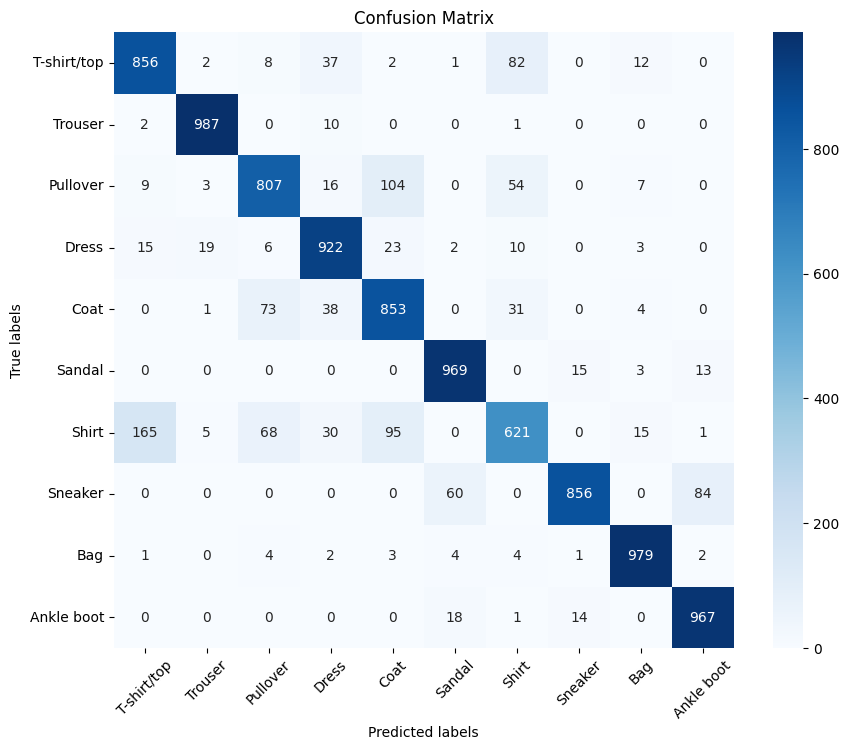 Confusion Matrix
T-shirt/top 856 2 8 37 2 1 82 0 12 0
Trouser 2 987 0 10 0 0 1 0 0 0
Pullover 9 3 807 16 104 0 54 0 7 0
Dress 15 19 6 922 23 2 10 0 3 0
Coat 0 1 73 38 853 0 31 0 4 0
Sandal 0 0 0 0 0 969 0 15 3 13
Shirt 165 5 68 30 95 0 621 0 15 1
Sneaker 0 0 0 0 0 60 0 856 0 84
Bag 1 0 4 2 3 4 4 1 979 2
Ankle boot 0 0 0 0 0 18 1 14 0 967
T-shirt/top Trouser Pullover Dress Coat Sandal Shirt Sneaker Bag Ankle boot
Predicted labels
True labels
800
600
400
200
0